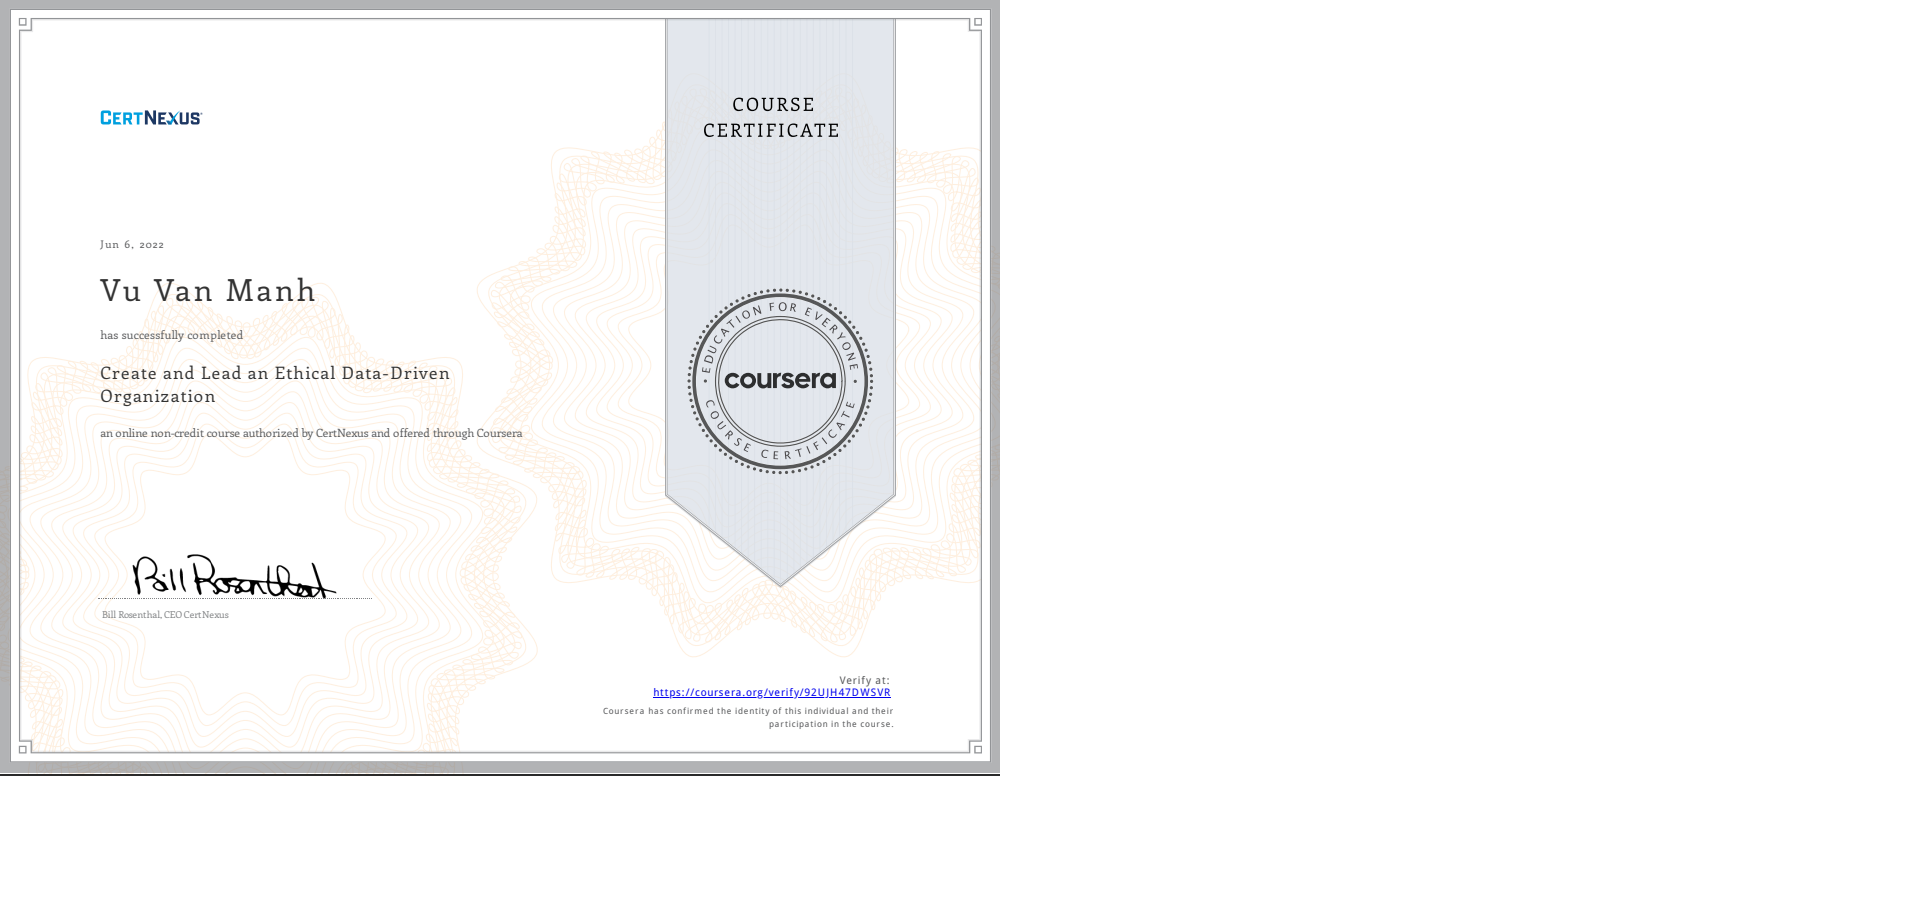 CERTNEXUS
COURSE
CERTIFICATE
Jun 6, 2022
Vu Van Manh
has successfully completed
Create and Lead an Ethical Data-Driven
Organization
an online non-credit course authorized by CertNexus and offered through Coursera
EDUCATION FOR EVERYONE
coursera
COURSE CERTIFICATE
Bill Rosenthal
Bill Rosenthal, CEO CertNexus
Verify at:
https://coursera.org/verify/92UJH47DWSVR
Coursera has confirmed the identity of this individual and their
participation in the course.